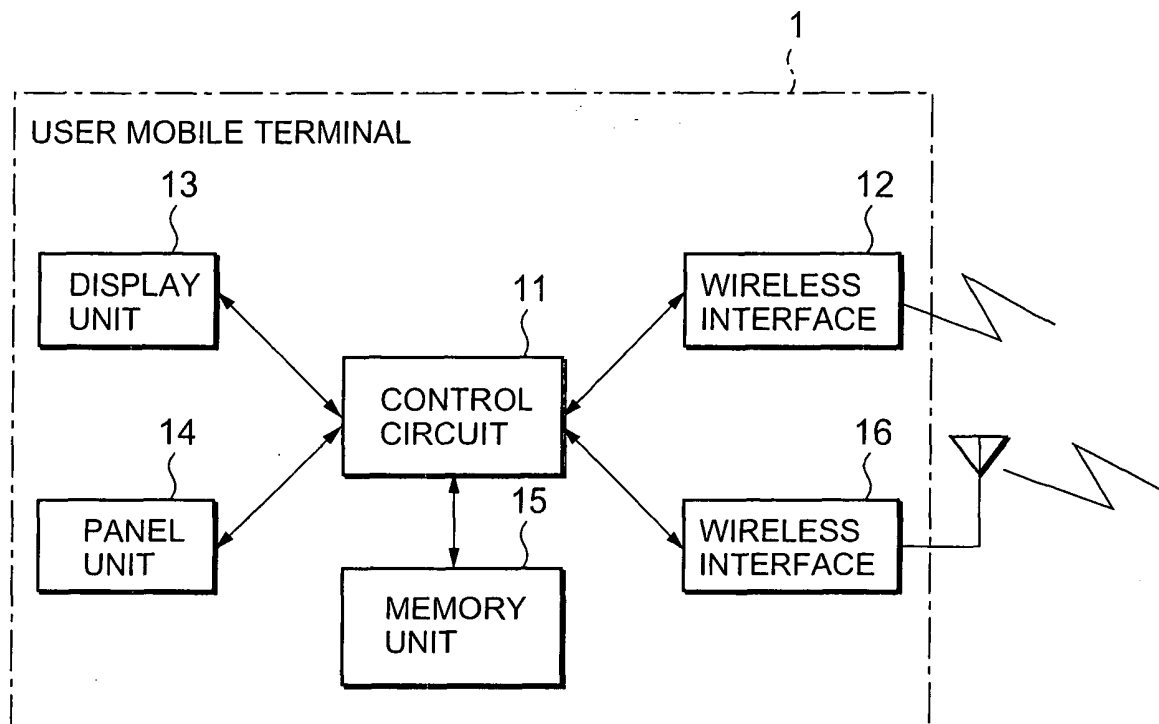 1
USER MOBILE TERMINAL
13
12
DISPLAY
UNIT
11
WIRELESS
INTERFACE
CONTROL
CIRCUIT
14
16
PANEL
UNIT
15
WIRELESS
INTERFACE
MEMORY
UNIT